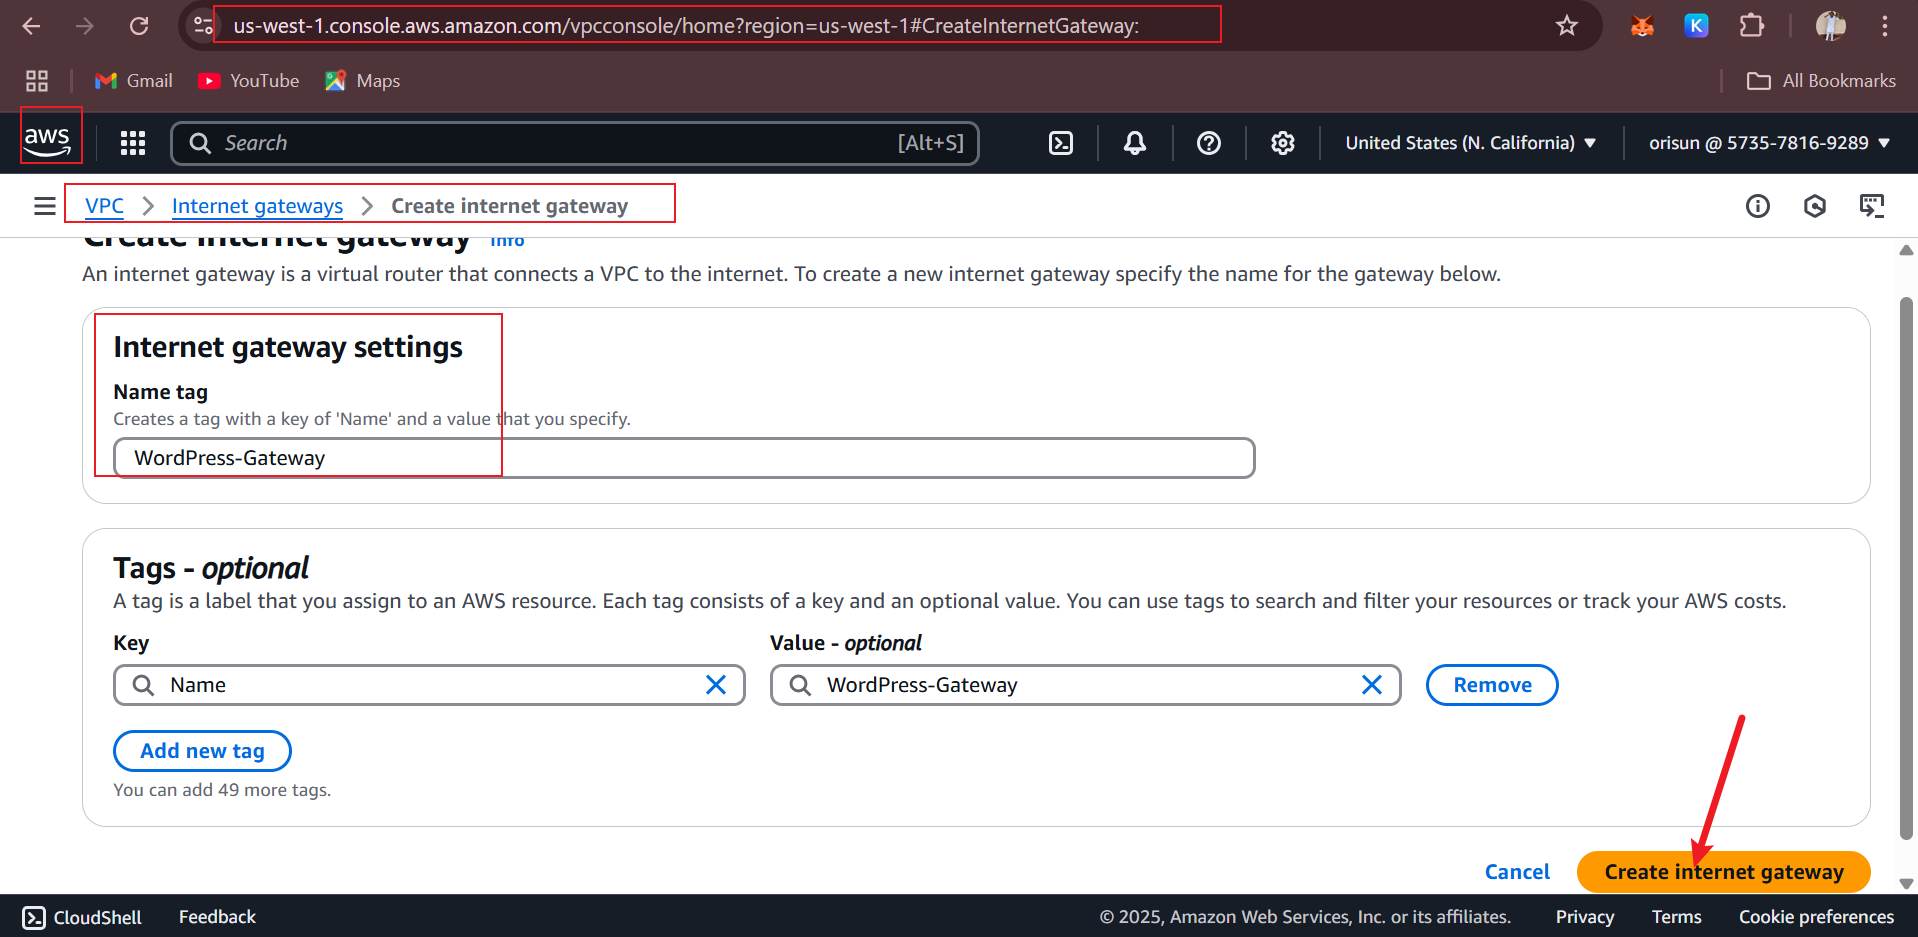 us-west-1.console.aws.amazon.com/vpcconsole/home?region=us-west-1#CreateInternetGateway:
K
Gmail
YouTube
Maps
All Bookmarks
aws
Search
[Alt+S]
United States (N. California)
orisun @ 5735-7816-9289
VPC
Internet gateways
Create internet gateway
Create internet gateway Info
An internet gateway is a virtual router that connects a VPC to the internet. To create a new internet gateway specify the name for the gateway below.
Internet gateway settings
Name tag
Creates a tag with a key of 'Name' and a value that you specify.
WordPress-Gateway
Tags - optional
A tag is a label that you assign to an AWS resource. Each tag consists of a key and an optional value. You can use tags to search and filter your resources or track your AWS costs.
Key
Value - optional
Name
WordPress-Gateway
Remove
Add new tag
You can add 49 more tags.
Cancel
Create internet gateway
CloudShell
Feedback
© 2025, Amazon Web Services, Inc. or its affiliates.
Privacy
Terms
Cookie preferences